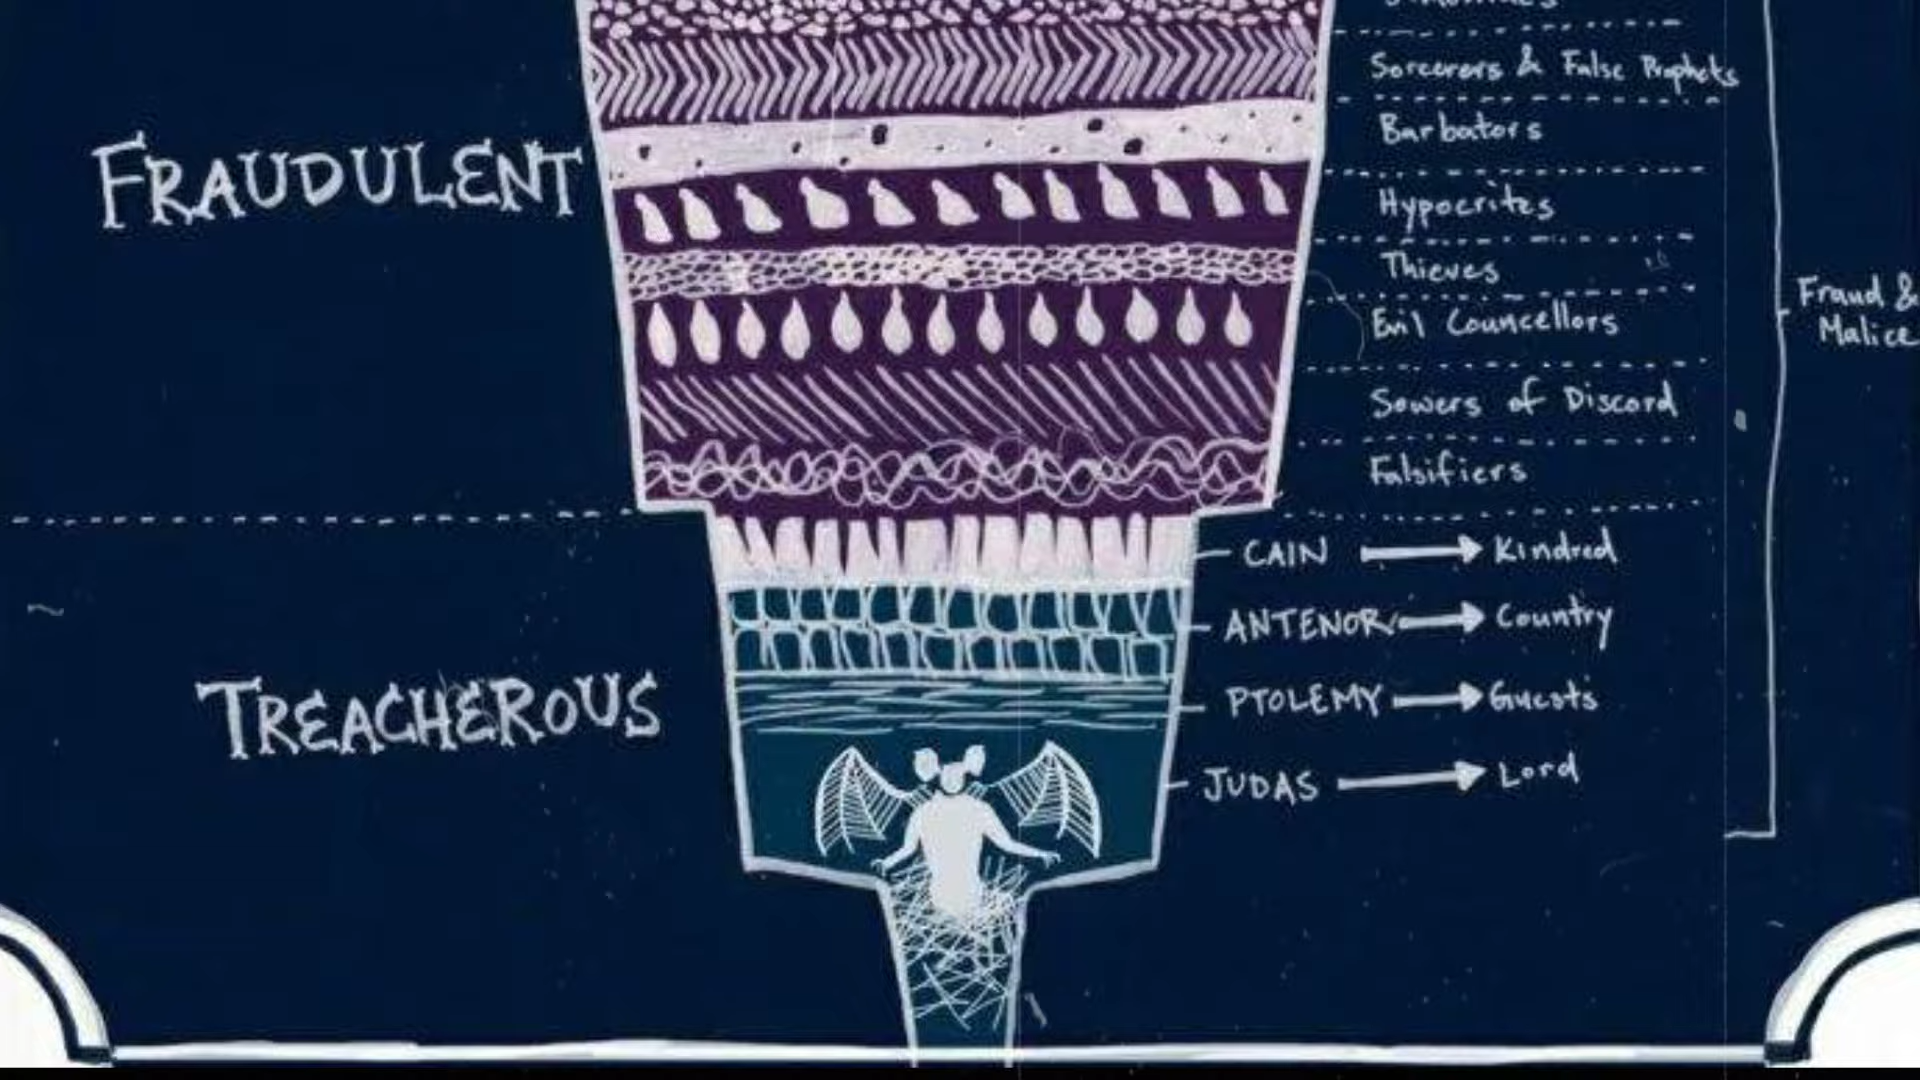 Sorcerors & False Prophets
Barbators
FRAUDULENT
Hypocrites
Thieves
Fraud &
Malice
Evil Councellors
Sowers of Discord
Falsifiers
CAIN Kindred
ANTENOR Country
TREACHEROUS
PTOLEMY Guests
JUDAS Lord